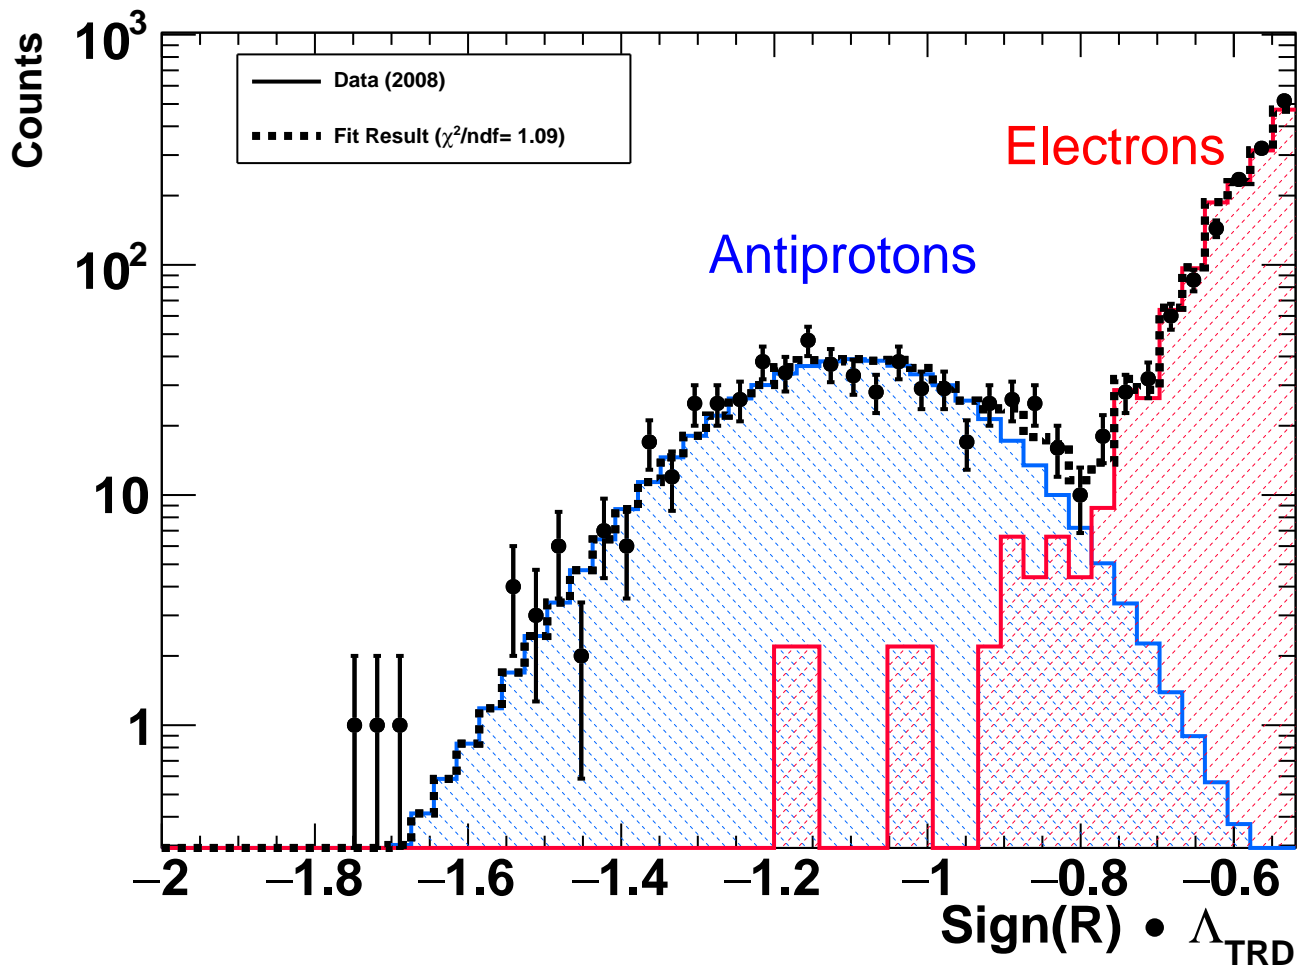 Counts
10³
10²
10
1
Data (2008)
Fit Result (χ²/ndf= 1.09)
Electrons
Antiprotons
−2
−1.8
−1.6
−1.4
−1.2
−1
−0.8
−0.6
Sign(R) • Λ_TRD